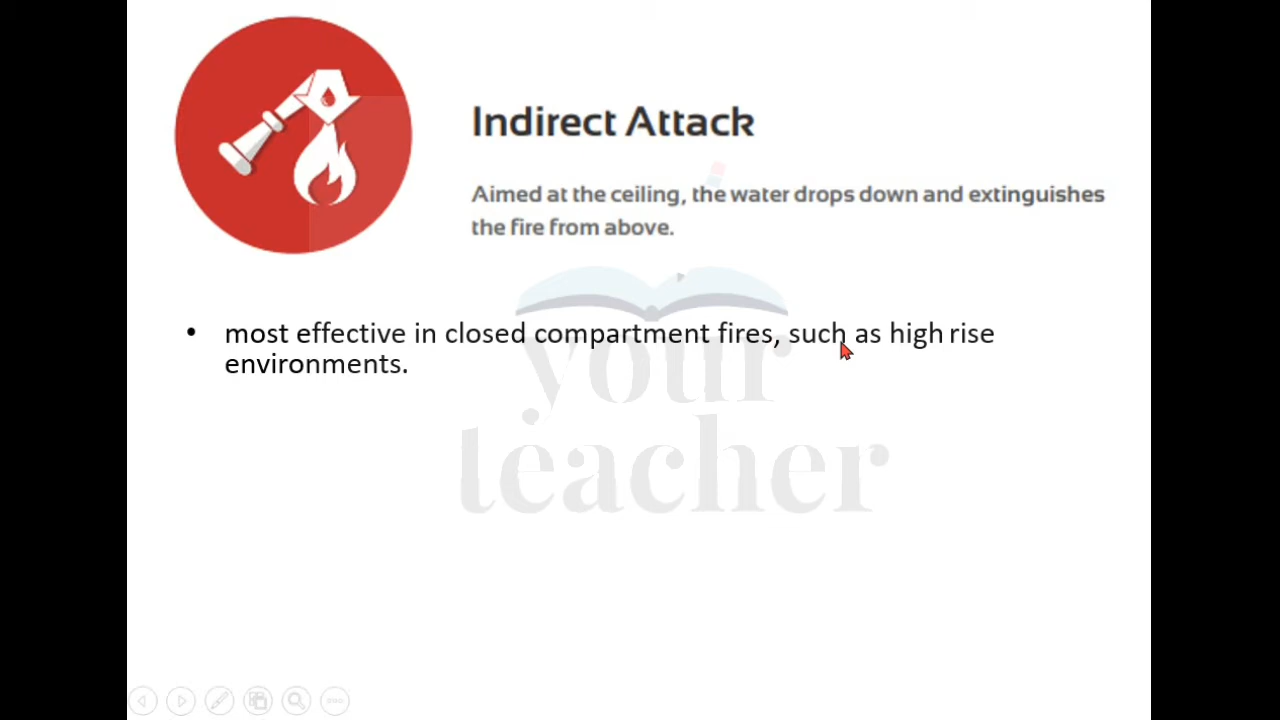 Indirect Attack
Aimed at the ceiling, the water drops down and extinguishes
the fire from above.
• most effective in closed compartment fires, such as high rise
environments.
your
teacher